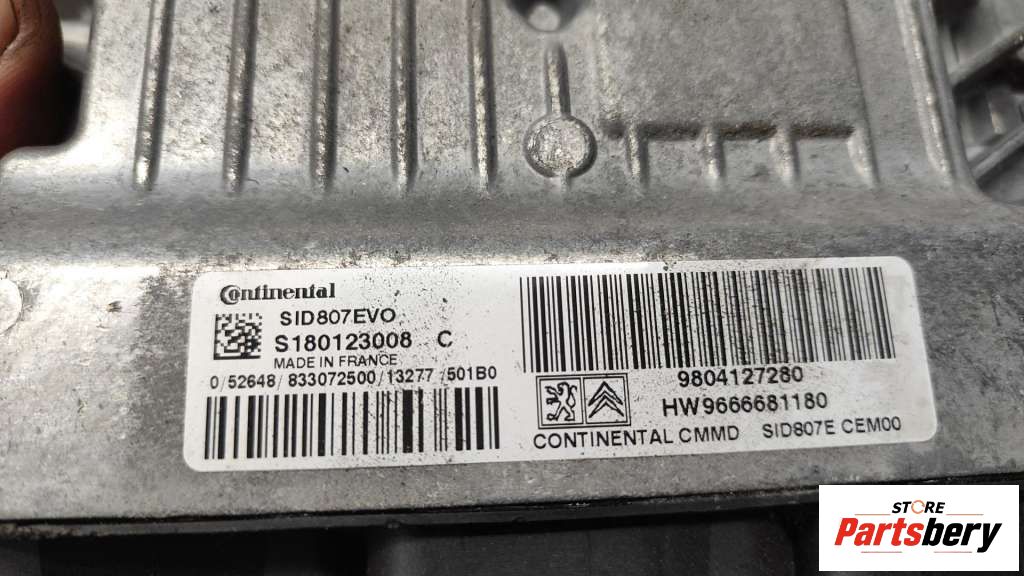 Continental
SID807EVO
S180123008 C
MADE IN FRANCE
0/52648/833072500/13277/501B0
9804127280
HW9666681180
CONTINENTAL CMMD SID807E CEM00
STORE
Partsbery